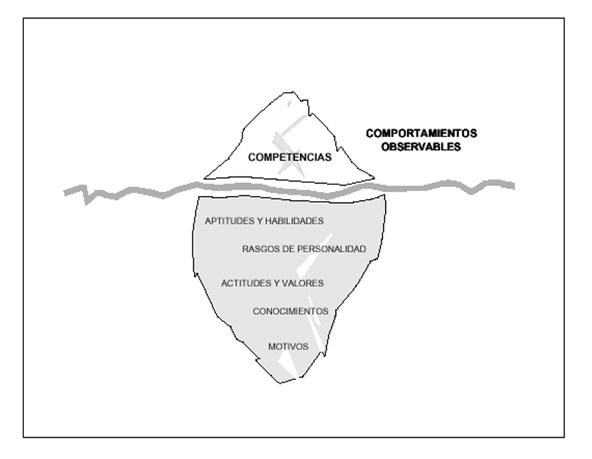 COMPORTAMIENTOS
OBSERVABLES
COMPETENCIAS
APTITUDES Y HABILIDADES
RASGOS DE PERSONALIDAD
ACTITUDES Y VALORES
CONOCIMIENTOS
MOTIVOS